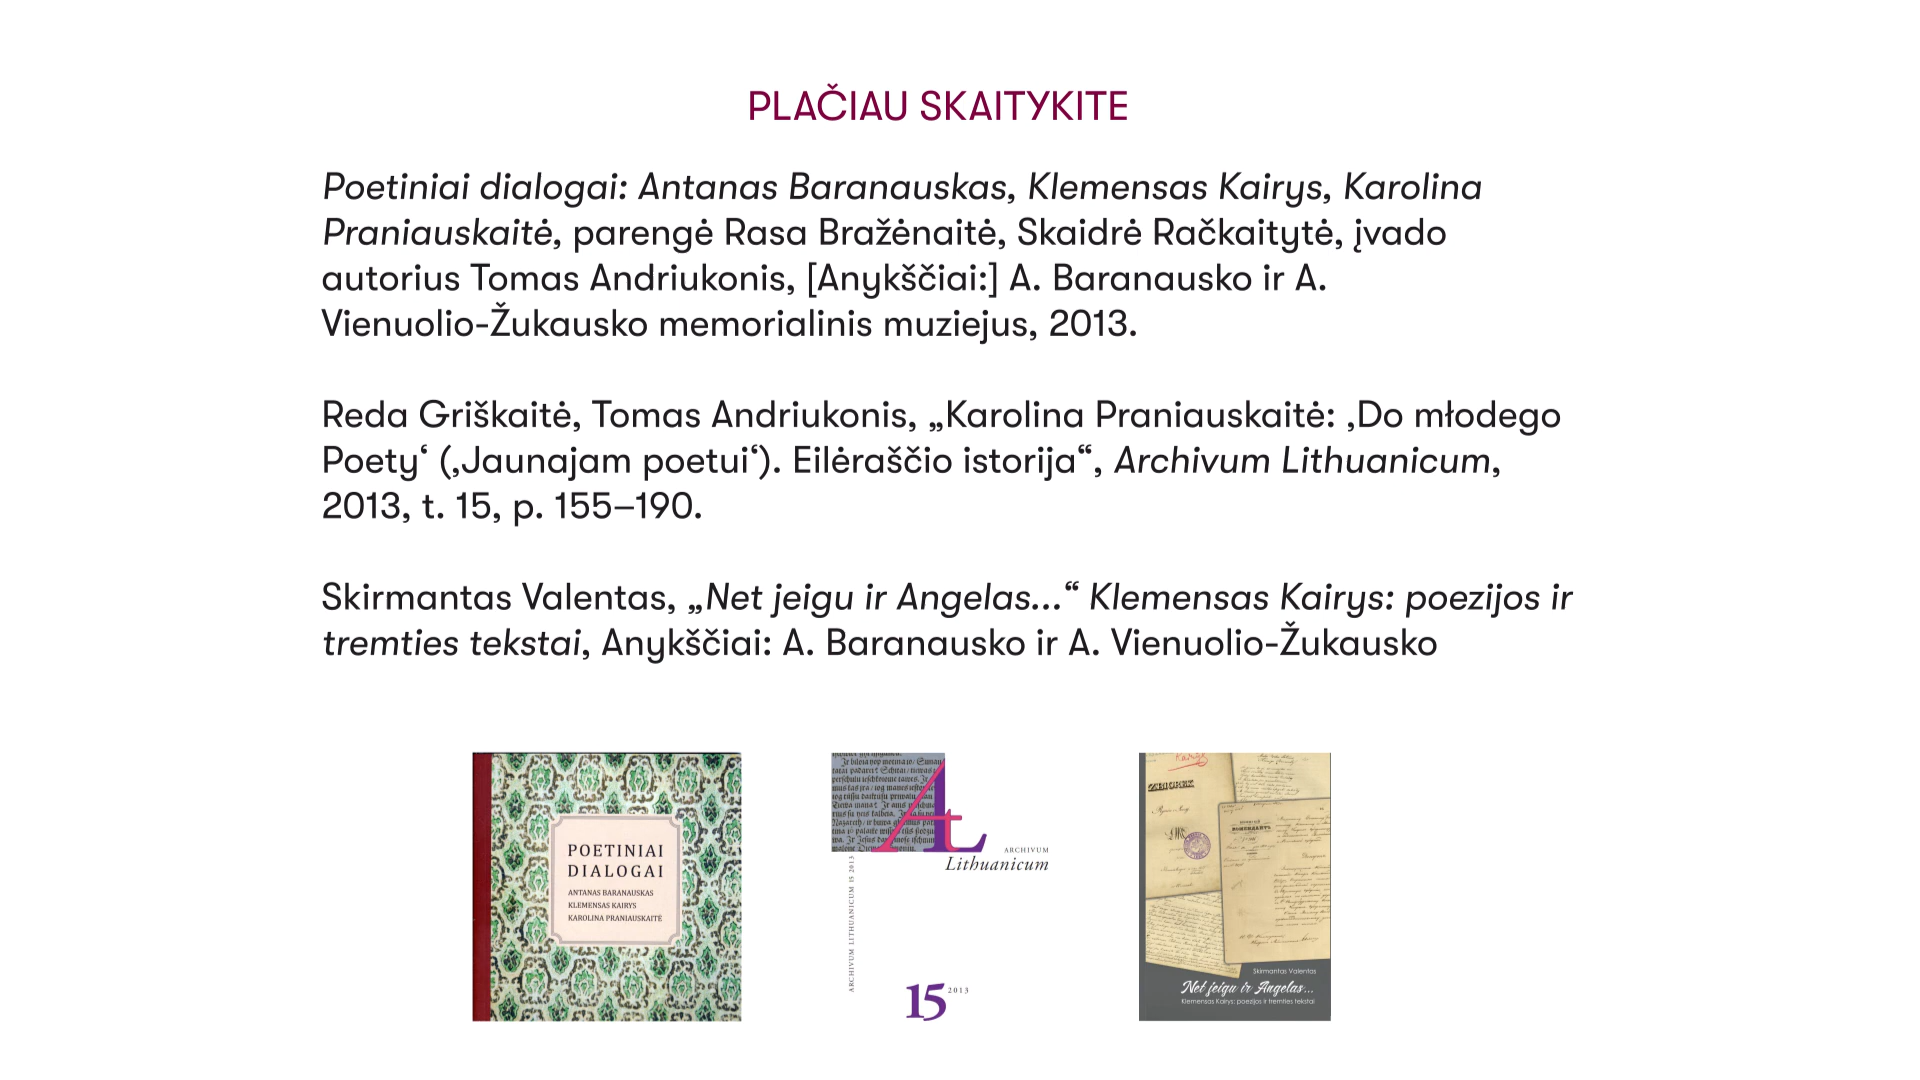 PLAČIAU SKAITYKITE
Poetiniai dialogai: Antanas Baranauskas, Klemensas Kairys, Karolina
Praniauskaitė, parengė Rasa Bražėnaitė, Skaidrė Račkaitytė, įvado
autorius Tomas Andriukonis, [Anykščiai:] A. Baranausko ir A.
Vienuolio-Žukausko memorialinis muziejus, 2013.
Reda Griškaitė, Tomas Andriukonis, „Karolina Praniauskaitė: ‚Do młodego
Poety‘ (‚Jaunajam poetui‘). Eilėraščio istorija“, Archivum Lithuanicum,
2013, t. 15, p. 155–190.
Skirmantas Valentas, „Net jeigu ir Angelas...“ Klemensas Kairys: poezijos ir
tremties tekstai, Anykščiai: A. Baranausko ir A. Vienuolio-Žukausko
POETINIAI
DIALOGAI
ANTANAS BARANAUSKAS
KLEMENSAS KAIRYS
KAROLINA PRANIAUSKAITĖ
ARCHIVUM
Lithuanicum
ARCHIVUM LITHUANICUM 15 2013
15 2013
Skirmantas Valentas
Net jeigu ir Angelas...
Klemensas Kairys: poezijos ir tremties tekstai